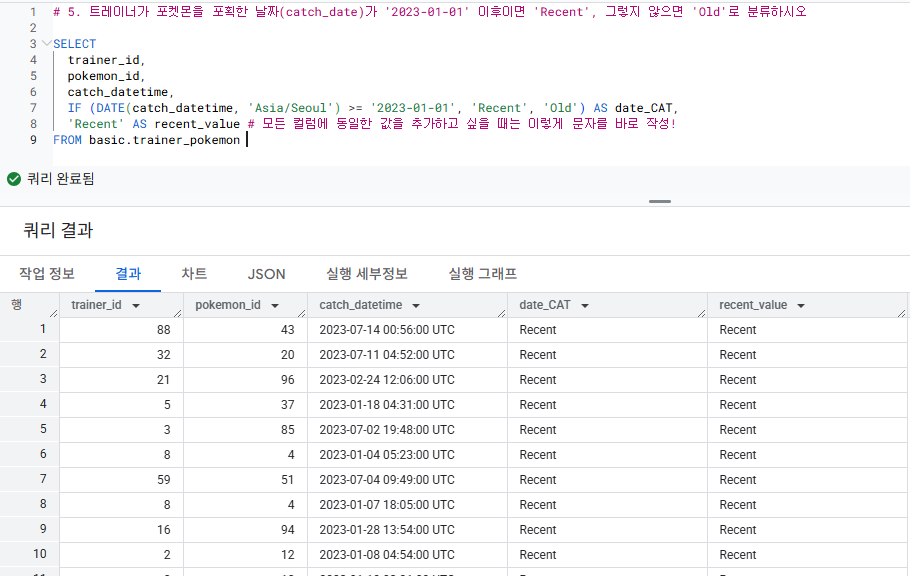 1 # 5. 트레이너가 포켓몬을 포획한 날짜(catch_date)가 '2023-01-01' 이후이면 'Recent', 그렇지 않으면 'Old'로 분류하시오
2
3 SELECT
4 trainer_id,
5 pokemon_id,
6 catch_datetime,
7 IF (DATE(catch_datetime, 'Asia/Seoul') >= '2023-01-01', 'Recent', 'Old') AS date_CAT,
8 'Recent' AS recent_value # 모든 컬럼에 동일한 값을 추가하고 싶을 때는 이렇게 문자를 바로 작성!
9 FROM basic.trainer_pokemon
쿼리 완료됨
쿼리 결과
작업 정보 결과 차트 JSON 실행 세부정보 실행 그래프
행 trainer_id pokemon_id catch_datetime date_CAT recent_value
1 88 43 2023-07-14 00:56:00 UTC Recent Recent
2 32 20 2023-07-11 04:52:00 UTC Recent Recent
3 21 96 2023-02-24 12:06:00 UTC Recent Recent
4 5 37 2023-01-18 04:31:00 UTC Recent Recent
5 3 85 2023-07-02 19:48:00 UTC Recent Recent
6 8 4 2023-01-04 05:23:00 UTC Recent Recent
7 59 51 2023-07-04 09:49:00 UTC Recent Recent
8 8 4 2023-01-07 18:05:00 UTC Recent Recent
9 16 94 2023-01-28 13:54:00 UTC Recent Recent
10 2 12 2023-01-08 04:54:00 UTC Recent Recent